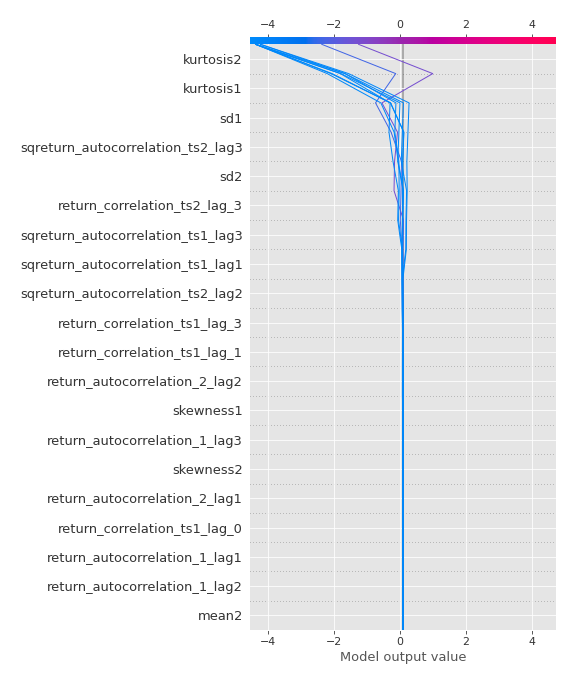 −4 −2 0 2 4
kurtosis2
kurtosis1
sd1
sqreturn_autocorrelation_ts2_lag3
sd2
return_correlation_ts2_lag_3
sqreturn_autocorrelation_ts1_lag3
sqreturn_autocorrelation_ts1_lag1
sqreturn_autocorrelation_ts2_lag2
return_correlation_ts1_lag_3
return_correlation_ts1_lag_1
return_autocorrelation_2_lag2
skewness1
return_autocorrelation_1_lag3
skewness2
return_autocorrelation_2_lag1
return_correlation_ts1_lag_0
return_autocorrelation_1_lag1
return_autocorrelation_1_lag2
mean2
−4 −2 0 2 4
Model output value